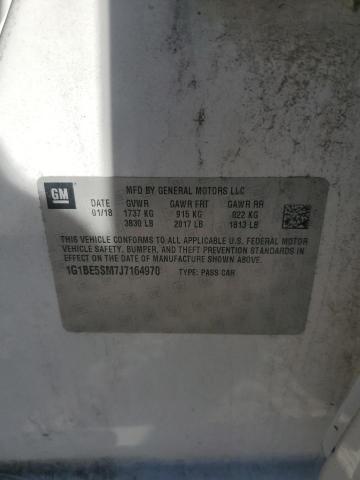 GM
MFD BY GENERAL MOTORS LLC
DATE GVWR GAWR FRT GAWR RR
01/18 1737 KG 915 KG 822 KG
3830 LB 2017 LB 1813 LB
THIS VEHICLE CONFORMS TO ALL APPLICABLE U.S. FEDERAL MOTOR
VEHICLE SAFETY, BUMPER, AND THEFT PREVENTION STANDARDS IN
EFFECT ON THE DATE OF MANUFACTURE SHOWN ABOVE.
1G1BE5SM7J7164970 TYPE: PASS CAR